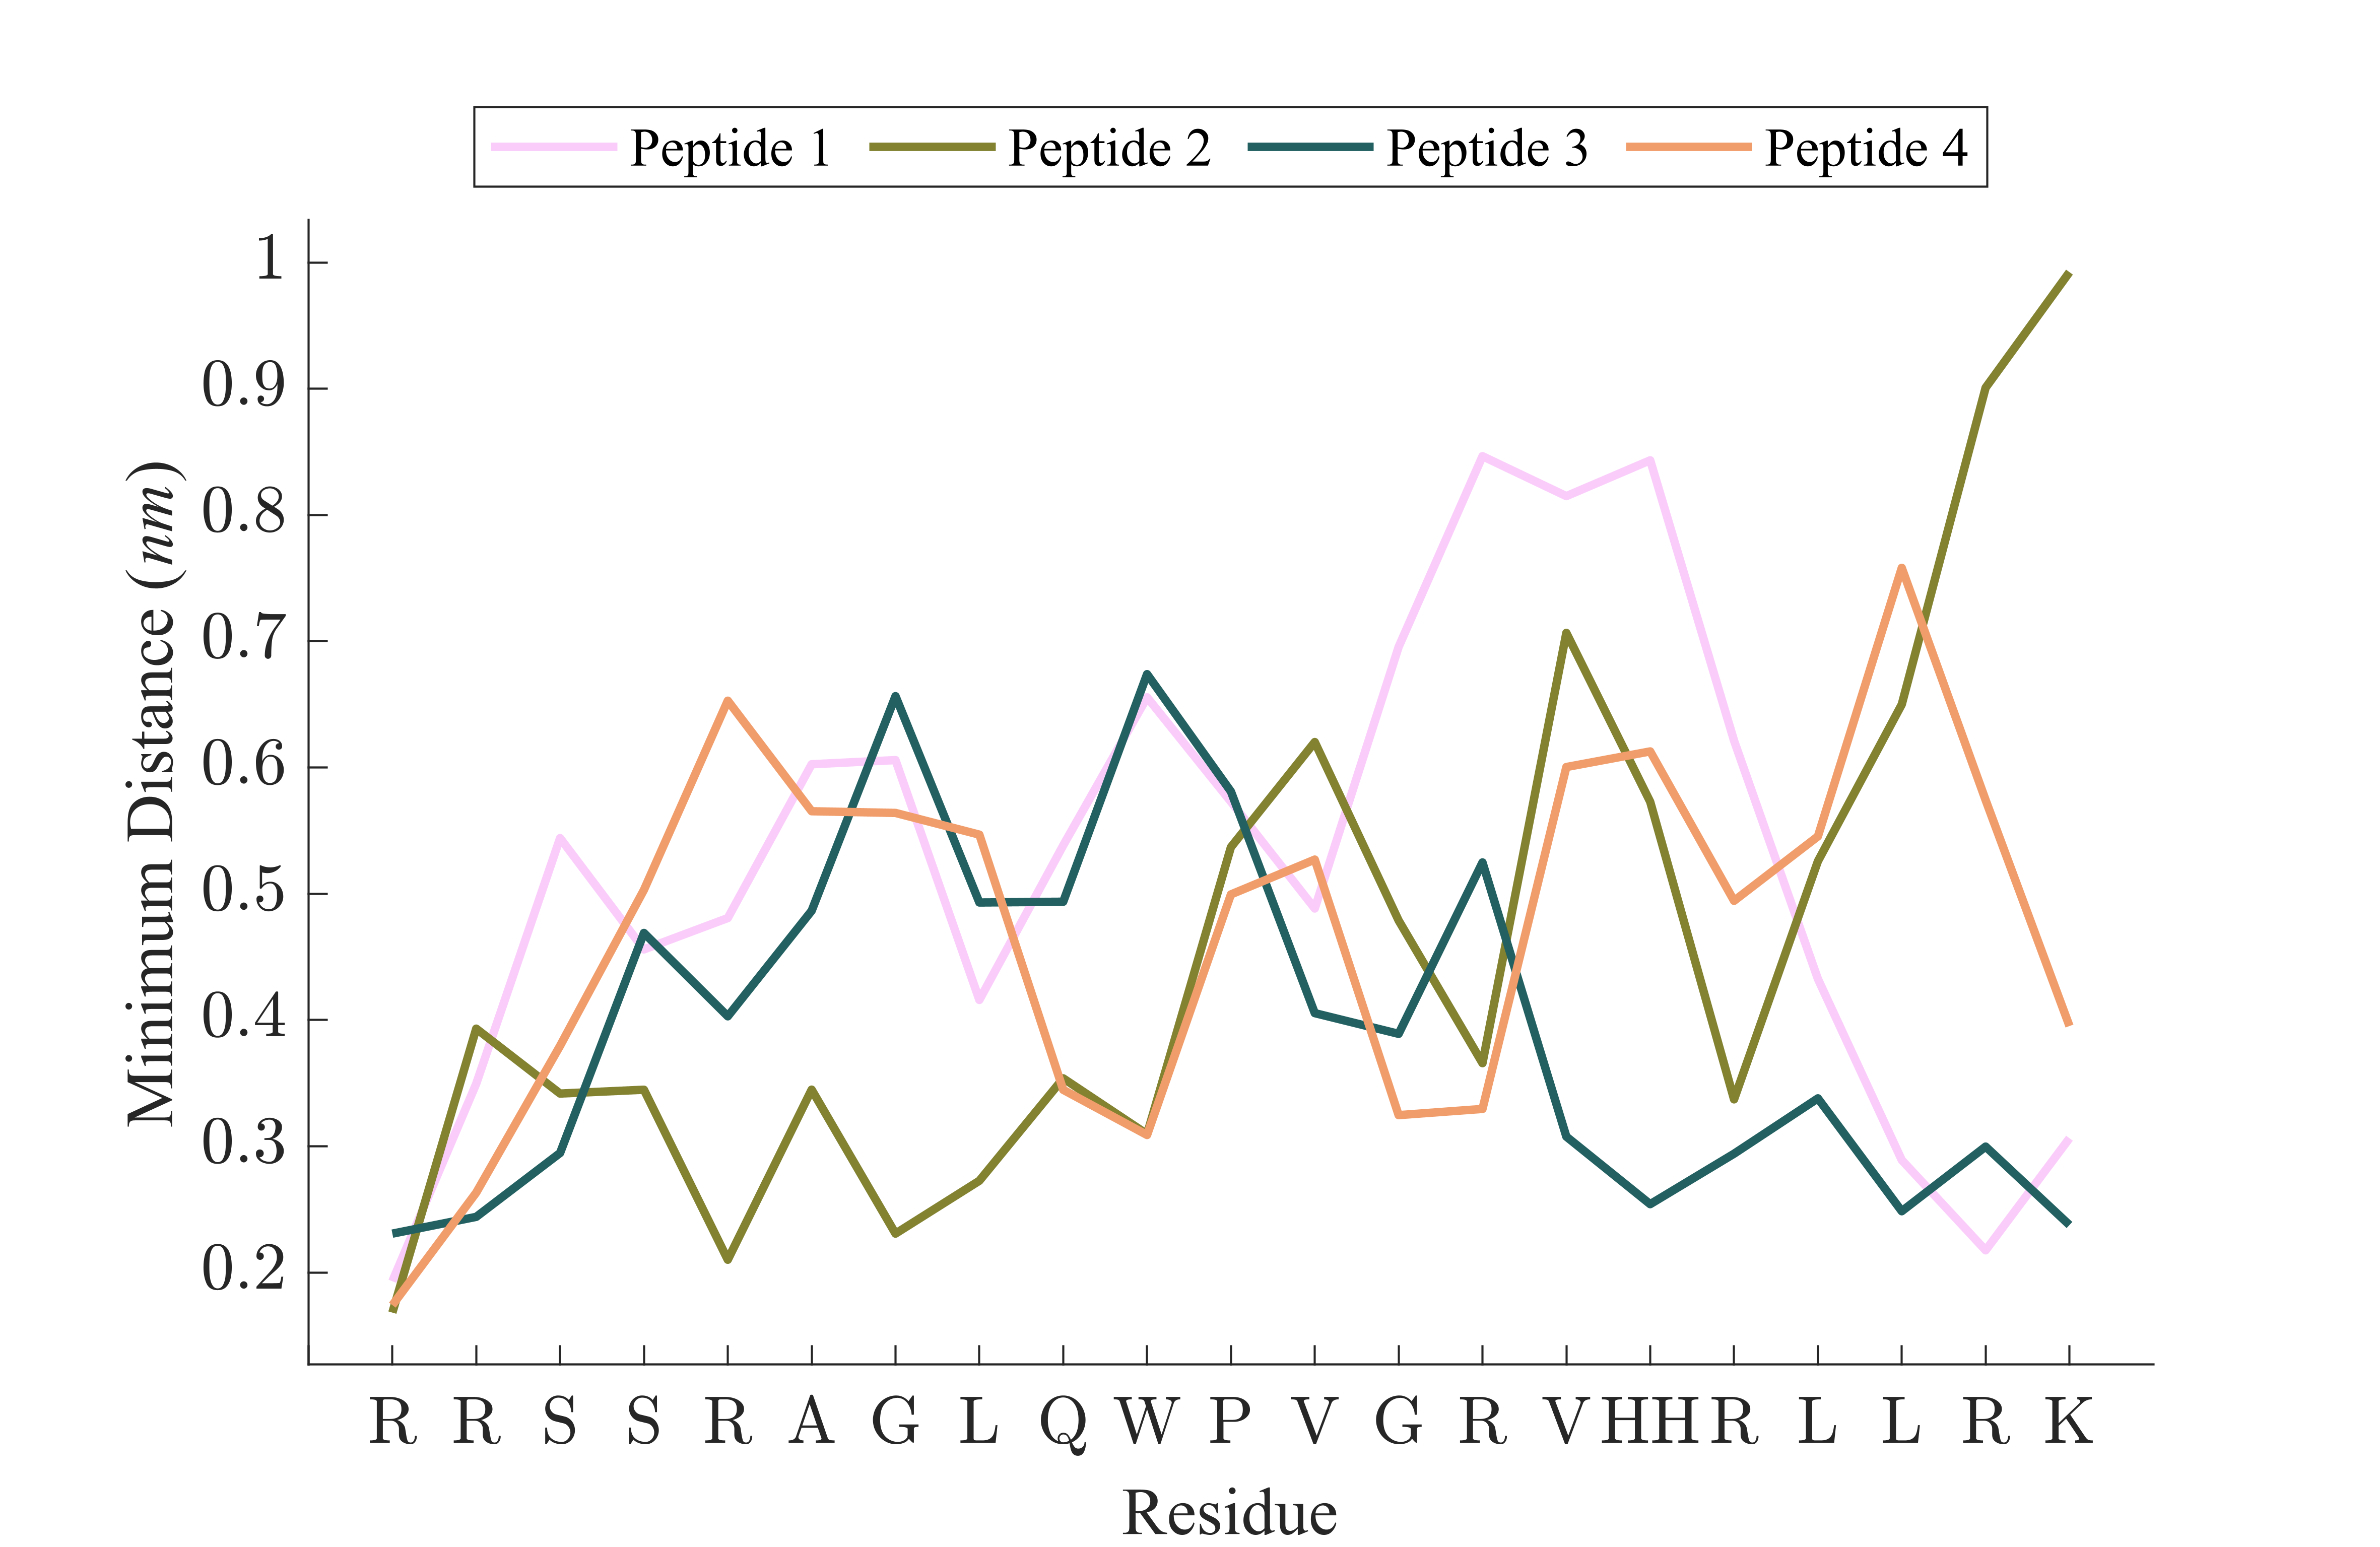 Peptide 1 Peptide 2 Peptide 3 Peptide 4
1
0.9
0.8
0.7
0.6
0.5
0.4
0.3
0.2
Minimum Distance (nm)
R R S S R A G L Q W P V G R V HHR L L R K
Residue